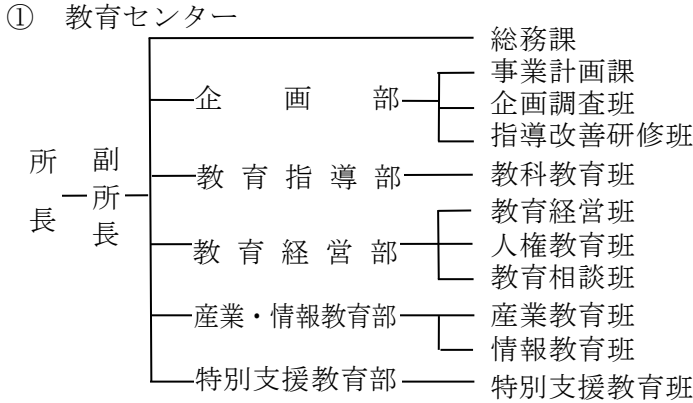 ① 教育センター
総務課
企画部
事業計画課
企画調査班
指導改善研修班
所長
副所長
教育指導部
教科教育班
教育経営部
教育経営班
人権教育班
教育相談班
産業・情報教育部
産業教育班
情報教育班
特別支援教育部
特別支援教育班